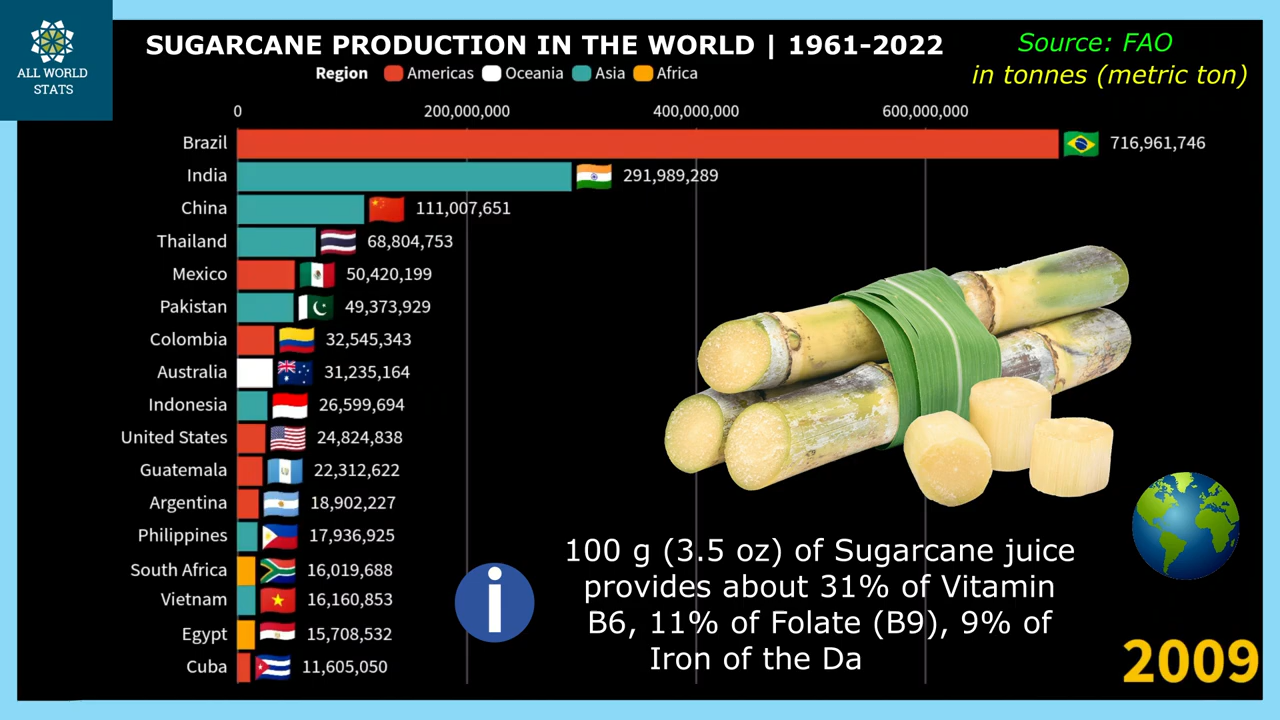 ALL WORLD
STATS
SUGARCANE PRODUCTION IN THE WORLD | 1961-2022
Source: FAO
in tonnes (metric ton)
Region Americas Oceania Asia Africa
0 200,000,000 400,000,000 600,000,000
Brazil 716,961,746
India 291,989,289
China 111,007,651
Thailand 68,804,753
Mexico 50,420,199
Pakistan 49,373,929
Colombia 32,545,343
Australia 31,235,164
Indonesia 26,599,694
United States 24,824,838
Guatemala 22,312,622
Argentina 18,902,227
Philippines 17,936,925
South Africa 16,019,688
Vietnam 16,160,853
Egypt 15,708,532
Cuba 11,605,050
i
100 g (3.5 oz) of Sugarcane juice
provides about 31% of Vitamin
B6, 11% of Folate (B9), 9% of
Iron of the Da
2009